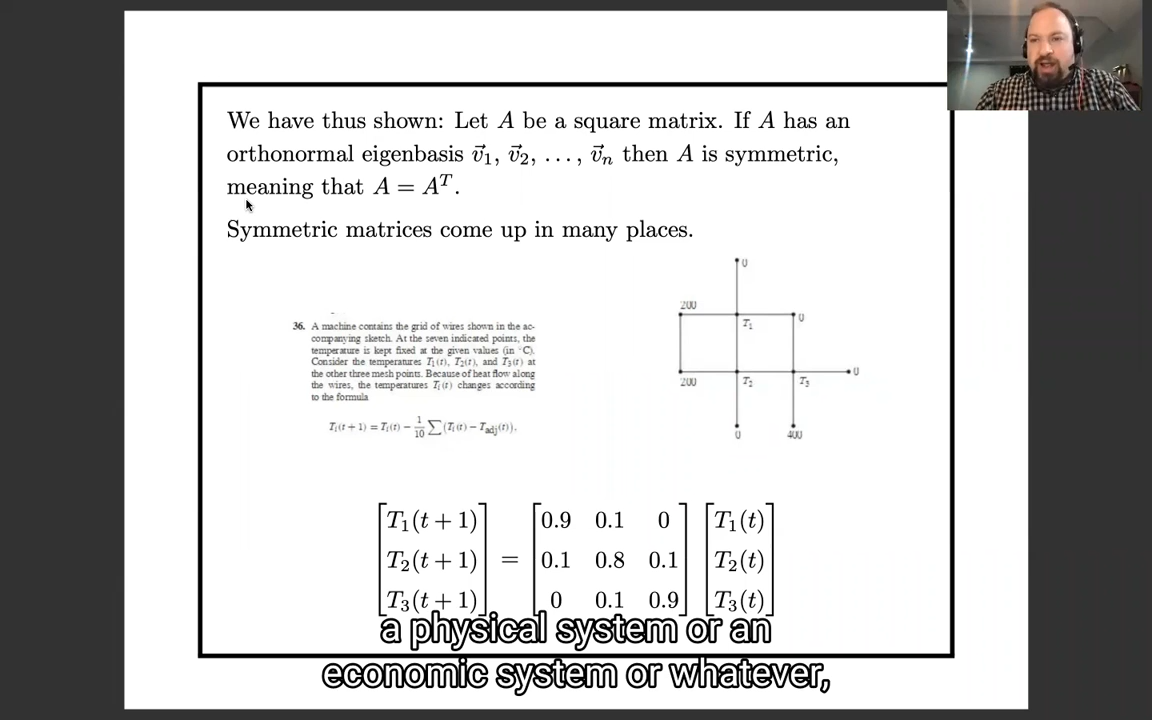 We have thus shown: Let A be a square matrix. If A has an
orthonormal eigenbasis v⃗₁, v⃗₂, . . . , v⃗ₙ then A is symmetric,
meaning that A = Aᵀ.
Symmetric matrices come up in many places.
36. A machine contains the grid of wires shown in the ac-
companying sketch. At the seven indicated points, the
temperature is kept fixed at the given values (in °C).
Consider the temperatures T₁(t), T₂(t), and T₃(t) at
the other three mesh points. Because of heat flow along
the wires, the temperatures Tᵢ(t) changes according
to the formula
Tᵢ(t + 1) = Tᵢ(t) − 1/10 ∑(Tᵢ(t) − Tadj(t)).
0
200
T₁
0
200
T₂
T₃
0
0
400
[T₁(t + 1)] [0.9 0.1 0] [T₁(t)]
[T₂(t + 1)] = [0.1 0.8 0.1] [T₂(t)]
[T₃(t + 1)] [0 0.1 0.9] [T₃(t)]
a physical system or an
economic system or whatever,